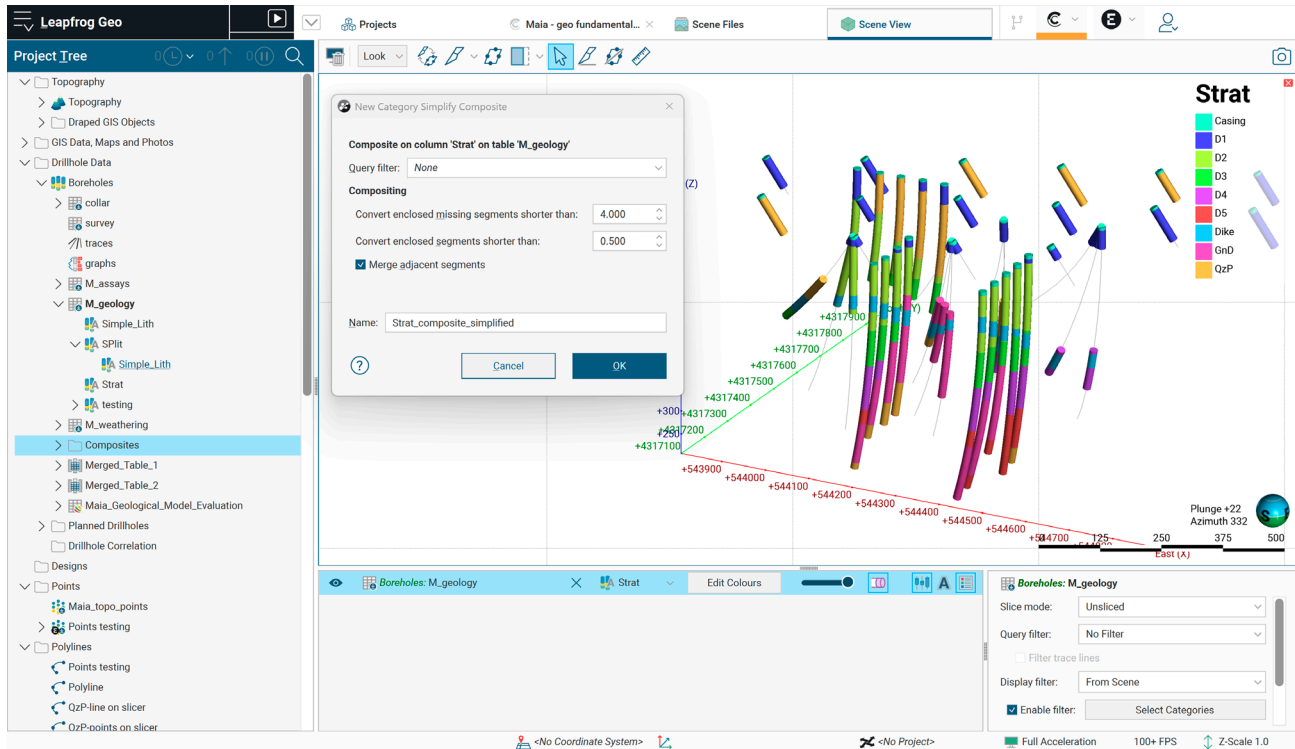 Leapfrog Geo
Projects
Maia - geo fundamental...
Scene Files
Scene View
Project Tree
0
0
0
Look
Topography
Topography
Draped GIS Objects
GIS Data, Maps and Photos
Drillhole Data
Boreholes
collar
survey
traces
graphs
M_assays
M_geology
Simple_Lith
SPlit
Simple_Lith
Strat
testing
M_weathering
Composites
Merged_Table_1
Merged_Table_2
Maia_Geological_Model_Evaluation
Planned Drillholes
Drillhole Correlation
Designs
Points
Maia_topo_points
Points testing
Polylines
Points testing
Polyline
QzP-line on slicer
QzP-points on slicer
New Category Simplify Composite
Composite on column 'Strat' on table 'M_geology'
Query filter: None
Compositing
Convert enclosed missing segments shorter than: 4.000
Convert enclosed segments shorter than: 0.500
Merge adjacent segments
Name: Strat_composite_simplified
Cancel
OK
(Z)
Strat
Casing
D1
D2
D3
D4
D5
Dike
GnD
QzP
Y)
+4317900
+4317800
+4317700
+4317600
+4317500
+4317400
+4317300
+4317200
+4317100
+300
+250
+543900
+544000
+544100
+544200
+544300
+544400
+544500
+544600
+544700
East (X)
Plunge +22
Azimuth 332
0 125 250 375 500
Boreholes: M_geology
Strat
Edit Colours
Boreholes: M_geology
Slice mode: Unsliced
Query filter: No Filter
Filter trace lines
Display filter: From Scene
Enable filter: Select Categories
<No Coordinate System>
<No Project>
Full Acceleration
100+ FPS
Z-Scale 1.0